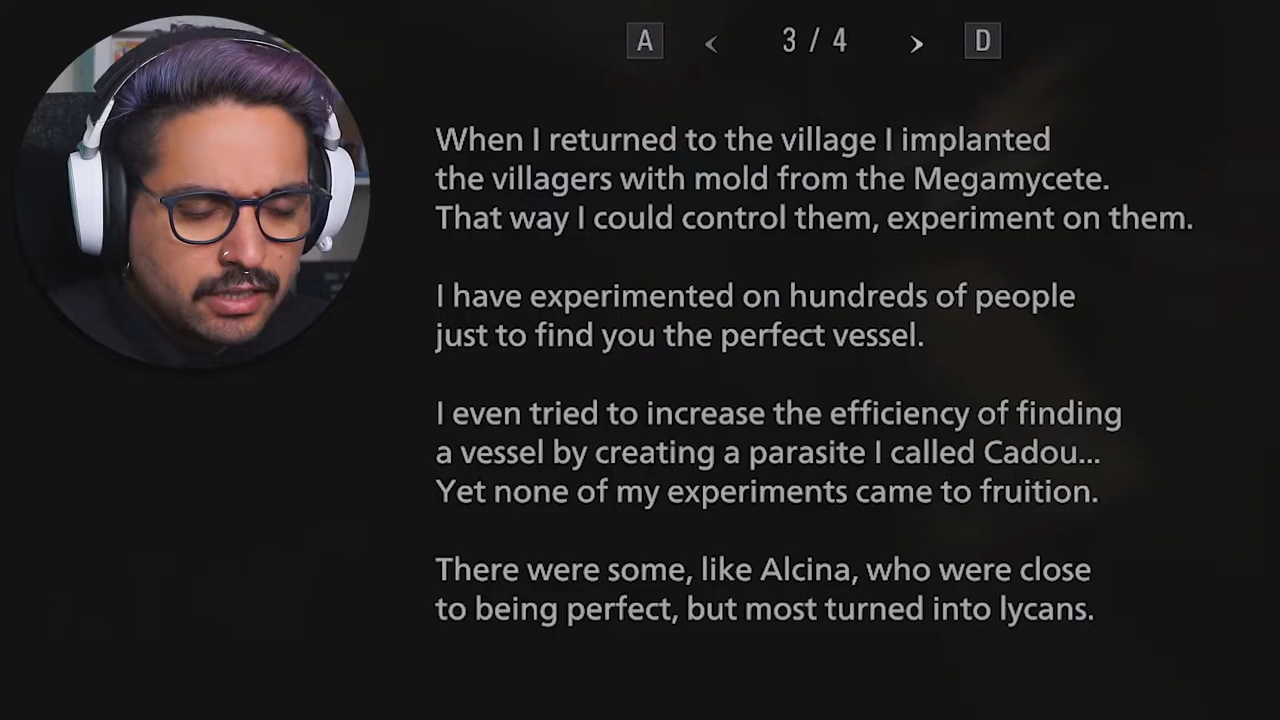 A < 3 / 4 > D
When I returned to the village I implanted
the villagers with mold from the Megamycete.
That way I could control them, experiment on them.
I have experimented on hundreds of people
just to find you the perfect vessel.
I even tried to increase the efficiency of finding
a vessel by creating a parasite I called Cadou...
Yet none of my experiments came to fruition.
There were some, like Alcina, who were close
to being perfect, but most turned into lycans.